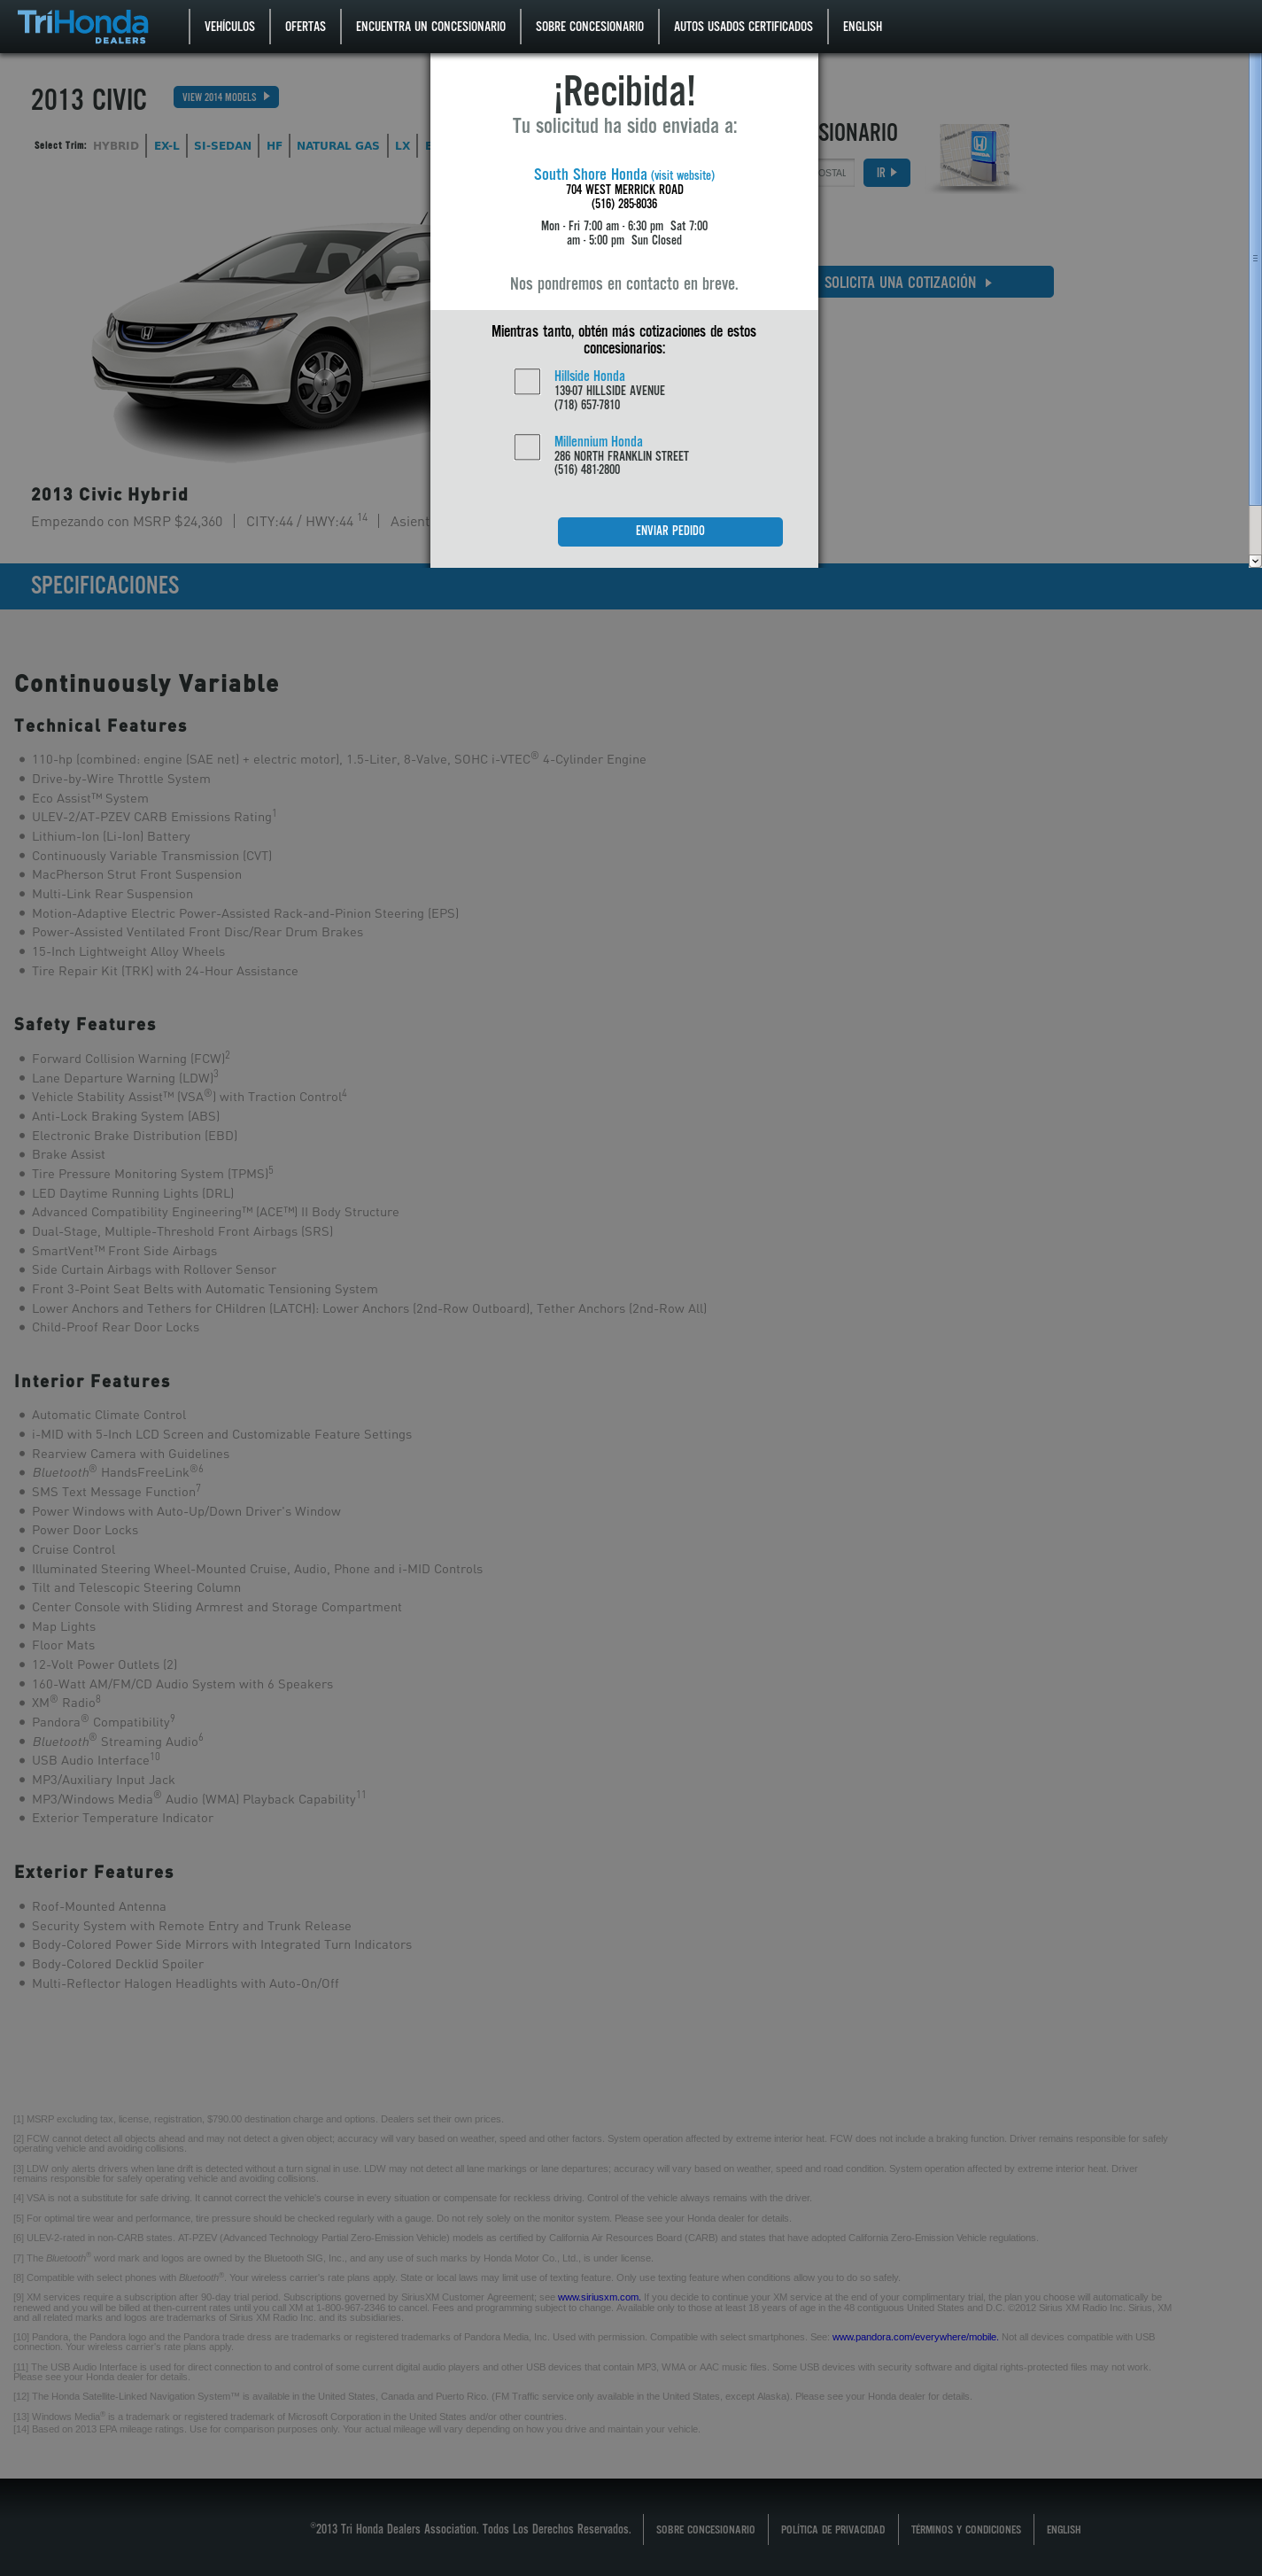 TriHonda
DEALERS
VEHÍCULOS
OFERTAS
ENCUENTRA UN CONCESIONARIO
SOBRE CONCESIONARIO
AUTOS USADOS CERTIFICADOS
ENGLISH
2013 CIVIC
VIEW 2014 MODELS
Select Trim: HYBRID EX-L SI-SEDAN HF NATURAL GAS LX
SIONARIO
OSTAL
IR
SOLICITA UNA COTIZACIÓN
¡Recibida!
Tu solicitud ha sido enviada a:
South Shore Honda (visit website)
704 WEST MERRICK ROAD
(516) 285-8036
Mon - Fri 7:00 am - 6:30 pm Sat 7:00
am - 5:00 pm Sun Closed
Nos pondremos en contacto en breve.
Mientras tanto, obtén más cotizaciones de estos
concesionarios:
Hillside Honda
139-07 HILLSIDE AVENUE
(718) 657-7810
Millennium Honda
286 NORTH FRANKLIN STREET
(516) 481-2800
ENVIAR PEDIDO
2013 Civic Hybrid
Empezando con MSRP $24,360 | CITY:44 / HWY:44 14 | Asient
SPECIFICACIONES
Continuously Variable
Technical Features
110-hp (combined: engine (SAE net) + electric motor), 1.5-Liter, 8-Valve, SOHC i-VTEC® 4-Cylinder Engine
Drive-by-Wire Throttle System
Eco Assist™ System
ULEV-2/AT-PZEV CARB Emissions Rating1
Lithium-Ion (Li-Ion) Battery
Continuously Variable Transmission (CVT)
MacPherson Strut Front Suspension
Multi-Link Rear Suspension
Motion-Adaptive Electric Power-Assisted Rack-and-Pinion Steering (EPS)
Power-Assisted Ventilated Front Disc/Rear Drum Brakes
15-Inch Lightweight Alloy Wheels
Tire Repair Kit (TRK) with 24-Hour Assistance
Safety Features
Forward Collision Warning (FCW)2
Lane Departure Warning (LDW)3
Vehicle Stability Assist™ (VSA®) with Traction Control4
Anti-Lock Braking System (ABS)
Electronic Brake Distribution (EBD)
Brake Assist
Tire Pressure Monitoring System (TPMS)5
LED Daytime Running Lights (DRL)
Advanced Compatibility Engineering™ (ACE™) II Body Structure
Dual-Stage, Multiple-Threshold Front Airbags (SRS)
SmartVent™ Front Side Airbags
Side Curtain Airbags with Rollover Sensor
Front 3-Point Seat Belts with Automatic Tensioning System
Lower Anchors and Tethers for CHildren (LATCH): Lower Anchors (2nd-Row Outboard), Tether Anchors (2nd-Row All)
Child-Proof Rear Door Locks
Interior Features
Automatic Climate Control
i-MID with 5-Inch LCD Screen and Customizable Feature Settings
Rearview Camera with Guidelines
Bluetooth® HandsFreeLink®6
SMS Text Message Function7
Power Windows with Auto-Up/Down Driver's Window
Power Door Locks
Cruise Control
Illuminated Steering Wheel-Mounted Cruise, Audio, Phone and i-MID Controls
Tilt and Telescopic Steering Column
Center Console with Sliding Armrest and Storage Compartment
Map Lights
Floor Mats
12-Volt Power Outlets (2)
160-Watt AM/FM/CD Audio System with 6 Speakers
XM® Radio8
Pandora® Compatibility9
Bluetooth® Streaming Audio6
USB Audio Interface10
MP3/Auxiliary Input Jack
MP3/Windows Media® Audio (WMA) Playback Capability11
Exterior Temperature Indicator
Exterior Features
Roof-Mounted Antenna
Security System with Remote Entry and Trunk Release
Body-Colored Power Side Mirrors with Integrated Turn Indicators
Body-Colored Decklid Spoiler
Multi-Reflector Halogen Headlights with Auto-On/Off
[1] MSRP excluding tax, license, registration, $790.00 destination charge and options. Dealers set their own prices.
[2] FCW cannot detect all objects ahead and may not detect a given object; accuracy will vary based on weather, speed and other factors. System operation affected by extreme interior heat. FCW does not include a braking function. Driver remains responsible for safely
operating vehicle and avoiding collisions.
[3] LDW only alerts drivers when lane drift is detected without a turn signal in use. LDW may not detect all lane markings or lane departures; accuracy will vary based on weather, speed and road condition. System operation affected by extreme interior heat. Driver
remains responsible for safely operating vehicle and avoiding collisions.
[4] VSA is not a substitute for safe driving. It cannot correct the vehicle's course in every situation or compensate for reckless driving. Control of the vehicle always remains with the driver.
[5] For optimal tire wear and performance, tire pressure should be checked regularly with a gauge. Do not rely solely on the monitor system. Please see your Honda dealer for details.
[6] ULEV-2-rated in non-CARB states. AT-PZEV (Advanced Technology Partial Zero-Emission Vehicle) models as certified by California Air Resources Board (CARB) and states that have adopted California Zero-Emission Vehicle regulations.
[7] The Bluetooth® word mark and logos are owned by the Bluetooth SIG, Inc., and any use of such marks by Honda Motor Co., Ltd., is under license.
[8] Compatible with select phones with Bluetooth®. Your wireless carrier's rate plans apply. State or local laws may limit use of texting feature. Only use texting feature when conditions allow you to do so safely.
[9] XM services require a subscription after 90-day trial period. Subscriptions governed by SiriusXM Customer Agreement; see www.siriusxm.com. If you decide to continue your XM service at the end of your complimentary trial, the plan you choose will automatically be
renewed and you will be billed at then-current rates until you call XM at 1-800-967-2346 to cancel. Fees and programming subject to change. Available only to those at least 18 years of age in the 48 contiguous United States and D.C. ©2012 Sirius XM Radio Inc. Sirius, XM
and all related marks and logos are trademarks of Sirius XM Radio Inc. and its subsidiaries.
[10] Pandora, the Pandora logo and the Pandora trade dress are trademarks or registered trademarks of Pandora Media, Inc. Used with permission. Compatible with select smartphones. See: www.pandora.com/everywhere/mobile. Not all devices compatible with USB
connection. Your wireless carrier's rate plans apply.
[11] The USB Audio Interface is used for direct connection to and control of some current digital audio players and other USB devices that contain MP3, WMA or AAC music files. Some USB devices with security software and digital rights-protected files may not work.
Please see your Honda dealer for details.
[12] The Honda Satellite-Linked Navigation System™ is available in the United States, Canada and Puerto Rico. (FM Traffic service only available in the United States, except Alaska). Please see your Honda dealer for details.
[13] Windows Media® is a trademark or registered trademark of Microsoft Corporation in the United States and/or other countries.
[14] Based on 2013 EPA mileage ratings. Use for comparison purposes only. Your actual mileage will vary depending on how you drive and maintain your vehicle.
®2013 Tri Honda Dealers Association. Todos Los Derechos Reservados.
SOBRE CONCESIONARIO
POLÍTICA DE PRIVACIDAD
TÉRMINOS Y CONDICIONES
ENGLISH